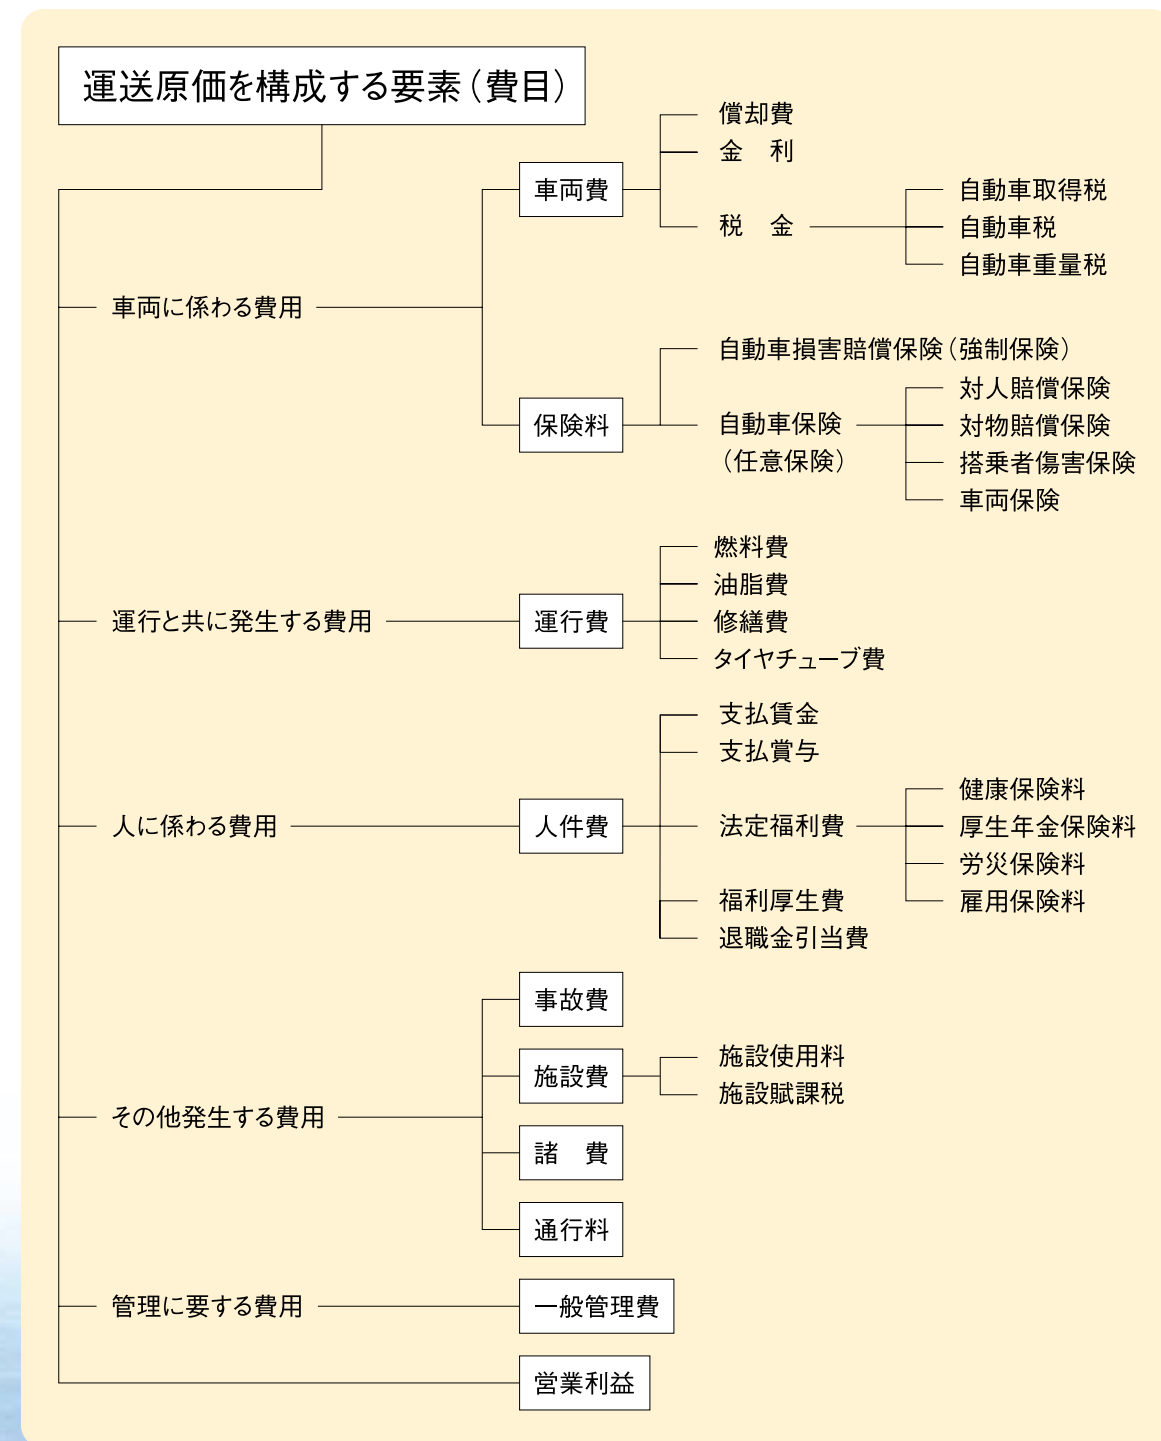 運送原価を構成する要素（費目）
車両に係わる費用
車両費
償却費
金　利
税　金
自動車取得税
自動車税
自動車重量税
保険料
自動車損害賠償保険（強制保険）
自動車保険
（任意保険）
対人賠償保険
対物賠償保険
搭乗者傷害保険
車両保険
運行と共に発生する費用
運行費
燃料費
油脂費
修繕費
タイヤチューブ費
人に係わる費用
人件費
支払賃金
支払賞与
法定福利費
健康保険料
厚生年金保険料
労災保険料
雇用保険料
福利厚生費
退職金引当費
その他発生する費用
事故費
施設費
施設使用料
施設賦課税
諸　費
通行料
管理に要する費用
一般管理費
営業利益